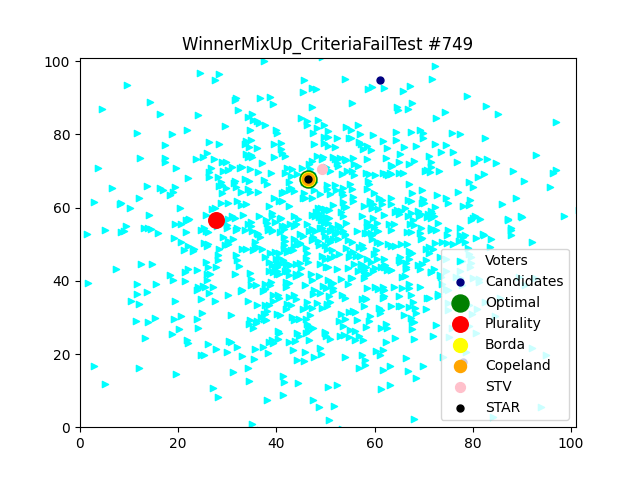 WinnerMixUp_CriteriaFailTest #749
100
80
60
40
20
0
0 20 40 60 80 100
Voters
Candidates
Optimal
Plurality
Borda
Copeland
STV
STAR